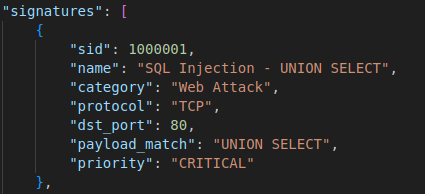 "signatures": [
{
"sid": 1000001,
"name": "SQL Injection - UNION SELECT",
"category": "Web Attack",
"protocol": "TCP",
"dst_port": 80,
"payload_match": "UNION SELECT",
"priority": "CRITICAL"
},